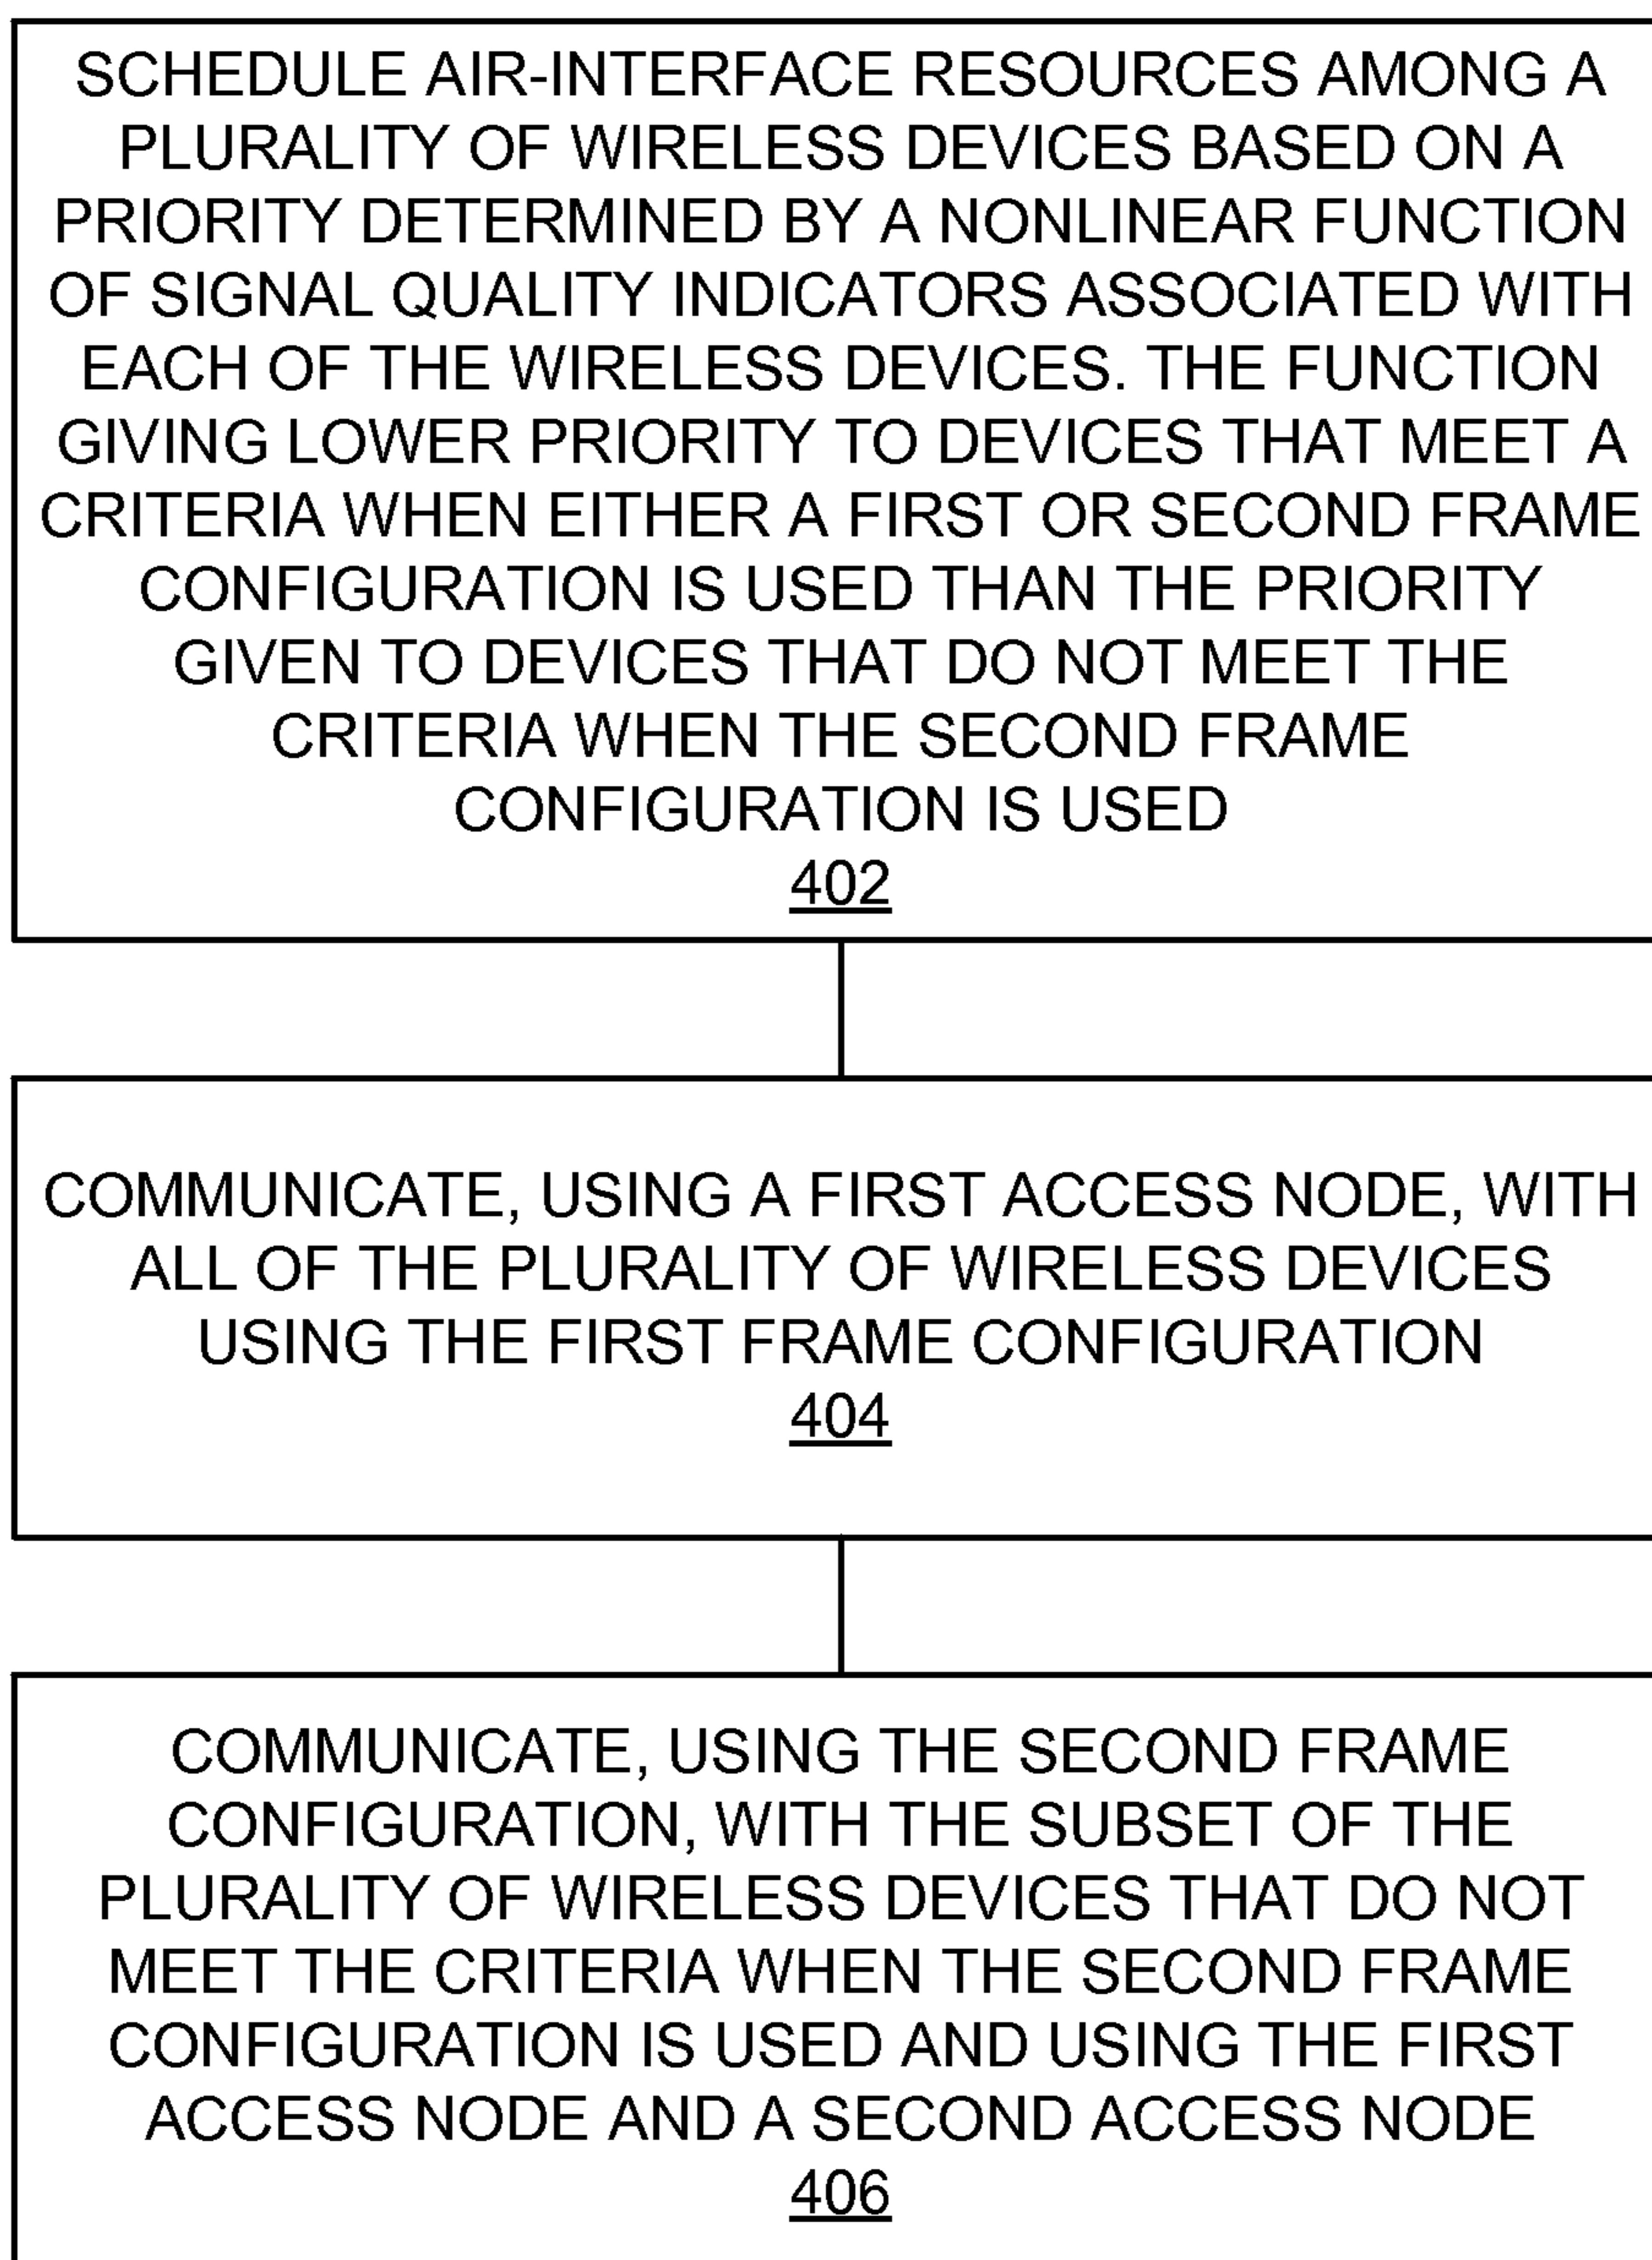 SCHEDULE AIR-INTERFACE RESOURCES AMONG A
PLURALITY OF WIRELESS DEVICES BASED ON A
PRIORITY DETERMINED BY A NONLINEAR FUNCTION
OF SIGNAL QUALITY INDICATORS ASSOCIATED WITH
EACH OF THE WIRELESS DEVICES. THE FUNCTION
GIVING LOWER PRIORITY TO DEVICES THAT MEET A
CRITERIA WHEN EITHER A FIRST OR SECOND FRAME
CONFIGURATION IS USED THAN THE PRIORITY
GIVEN TO DEVICES THAT DO NOT MEET THE
CRITERIA WHEN THE SECOND FRAME
CONFIGURATION IS USED
402
COMMUNICATE, USING A FIRST ACCESS NODE, WITH
ALL OF THE PLURALITY OF WIRELESS DEVICES
USING THE FIRST FRAME CONFIGURATION
404
COMMUNICATE, USING THE SECOND FRAME
CONFIGURATION, WITH THE SUBSET OF THE
PLURALITY OF WIRELESS DEVICES THAT DO NOT
MEET THE CRITERIA WHEN THE SECOND FRAME
CONFIGURATION IS USED AND USING THE FIRST
ACCESS NODE AND A SECOND ACCESS NODE
406